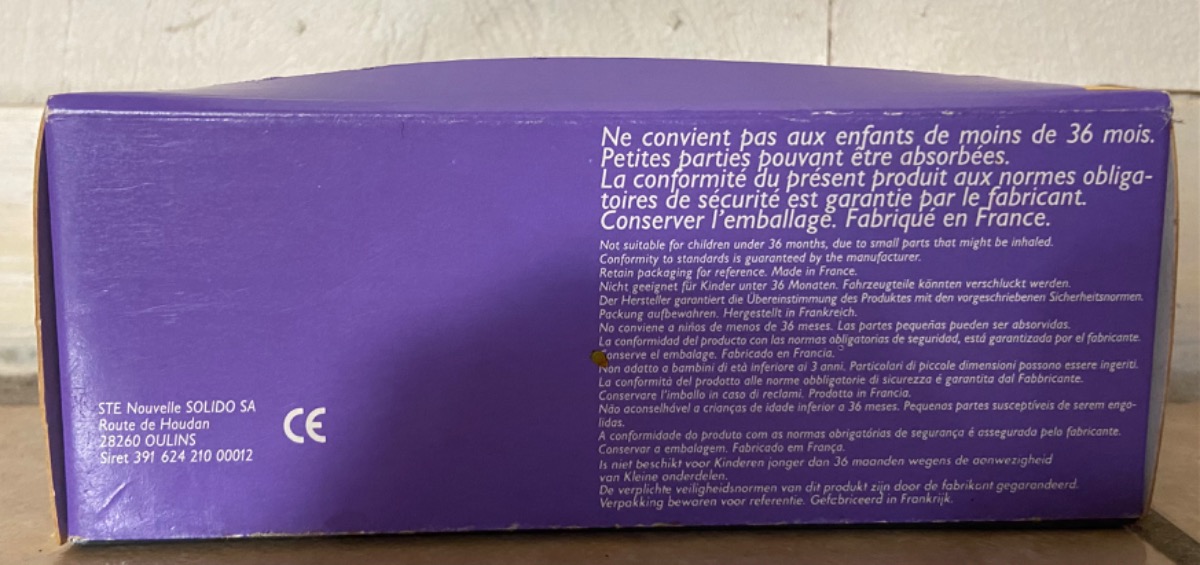 Ne convient pas aux enfants de moins de 36 mois.
Petites parties pouvant être absorbées.
La conformité du présent produit aux normes obliga-
toires de sécurité est garantie par le fabricant.
Conserver l'emballage. Fabriqué en France.
Not suitable for children under 36 months, due to small parts that might be inhaled.
Conformity to standards is guaranteed by the manufacturer.
Retain packaging for reference. Made in France.
Nicht geeignet für Kinder unter 36 Monaten. Fahrzeugteile könnten verschluckt werden.
Der Hersteller garantiert die Übereinstimmung des Produktes mit den vorgeschriebenen Sicherheitsnormen.
Packung aufbewahren. Hergestellt in Frankreich.
No conviene a niños de menos de 36 meses. Las partes pequeñas pueden ser absorvidas.
La conformidad del producto con las normas obligatorias de seguridad, está garantizada por el fabricante.
Conserve el embalage. Fabricado en Francia.
Non adatto a bambini di età inferiore ai 3 anni. Particolari di piccole dimensioni possono essere ingeriti.
La conformità del prodotto alle norme obbligatorie di sicurezza è garantita dal Fabbricante.
Conservare l'imballo in caso di reclami. Prodotto in Francia.
Não aconselhável a crianças de idade inferior a 36 meses. Pequenas partes susceptíveis de serem engo-
lidas.
A conformidade do produto com as normas obrigatórias de segurança é assegurada pelo fabricante.
Conservar a embalagem. Fabricado em França.
Is niet beschikt voor Kinderen jonger dan 36 maanden wegens de aanwezigheid
van Kleine onderdelen.
De verplichte veiligheidsnormen van dit produkt zijn door de fabrikant gegarandeerd.
Verpakking bewaren voor referentie. Gefabriceerd in Frankrijk.
STE Nouvelle SOLIDO SA
Route de Houdan
28260 OULINS
Siret 391 624 210 00012
CE